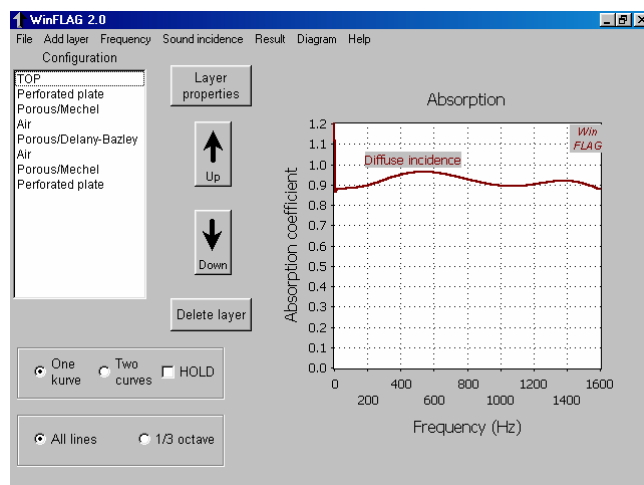 WinFLAG 2.0
File Add layer Frequency Sound incidence Result Diagram Help
Configuration
TOP
Perforated plate
Porous/Mechel
Air
Porous/Delany-Bazley
Air
Porous/Mechel
Perforated plate
Layer
properties
Up
Down
Delete layer
One
kurve
Two
curves
HOLD
All lines
1/3 octave
Absorption
Win
FLAG
Diffuse incidence
Absorption coefficient
1.2
1.1
1.0
0.9
0.8
0.7
0.6
0.5
0.4
0.3
0.2
0.1
0.0
0 400 800 1200 1600
200 600 1000 1400
Frequency (Hz)